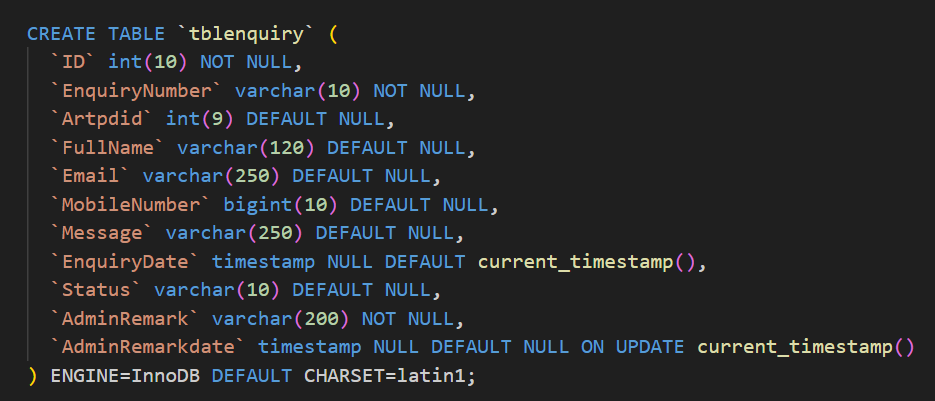 CREATE TABLE `tblenquiry` (
`ID` int(10) NOT NULL,
`EnquiryNumber` varchar(10) NOT NULL,
`Artpdid` int(9) DEFAULT NULL,
`FullName` varchar(120) DEFAULT NULL,
`Email` varchar(250) DEFAULT NULL,
`MobileNumber` bigint(10) DEFAULT NULL,
`Message` varchar(250) DEFAULT NULL,
`EnquiryDate` timestamp NULL DEFAULT current_timestamp(),
`Status` varchar(10) DEFAULT NULL,
`AdminRemark` varchar(200) NOT NULL,
`AdminRemarkdate` timestamp NULL DEFAULT NULL ON UPDATE current_timestamp()
) ENGINE=InnoDB DEFAULT CHARSET=latin1;